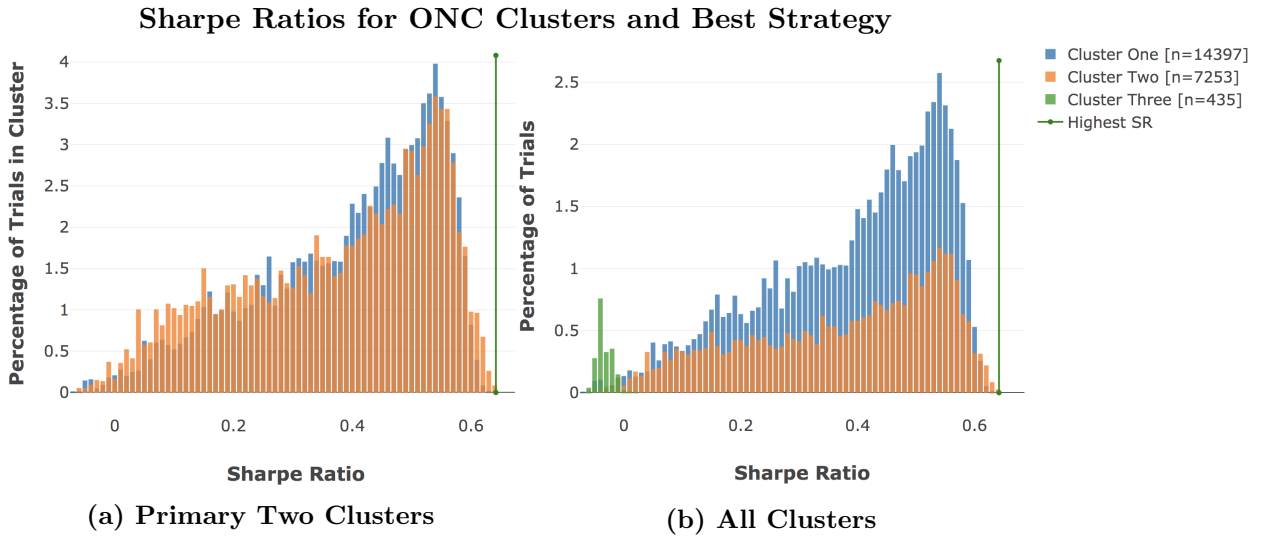 Sharpe Ratios for ONC Clusters and Best Strategy
Percentage of Trials in Cluster
4
3.5
3
2.5
2
1.5
1
0.5
0
0 0.2 0.4 0.6
Sharpe Ratio
(a) Primary Two Clusters
Percentage of Trials
2.5
2
1.5
1
0.5
0
0 0.2 0.4 0.6
Sharpe Ratio
(b) All Clusters
Cluster One [n=14397]
Cluster Two [n=7253]
Cluster Three [n=435]
Highest SR